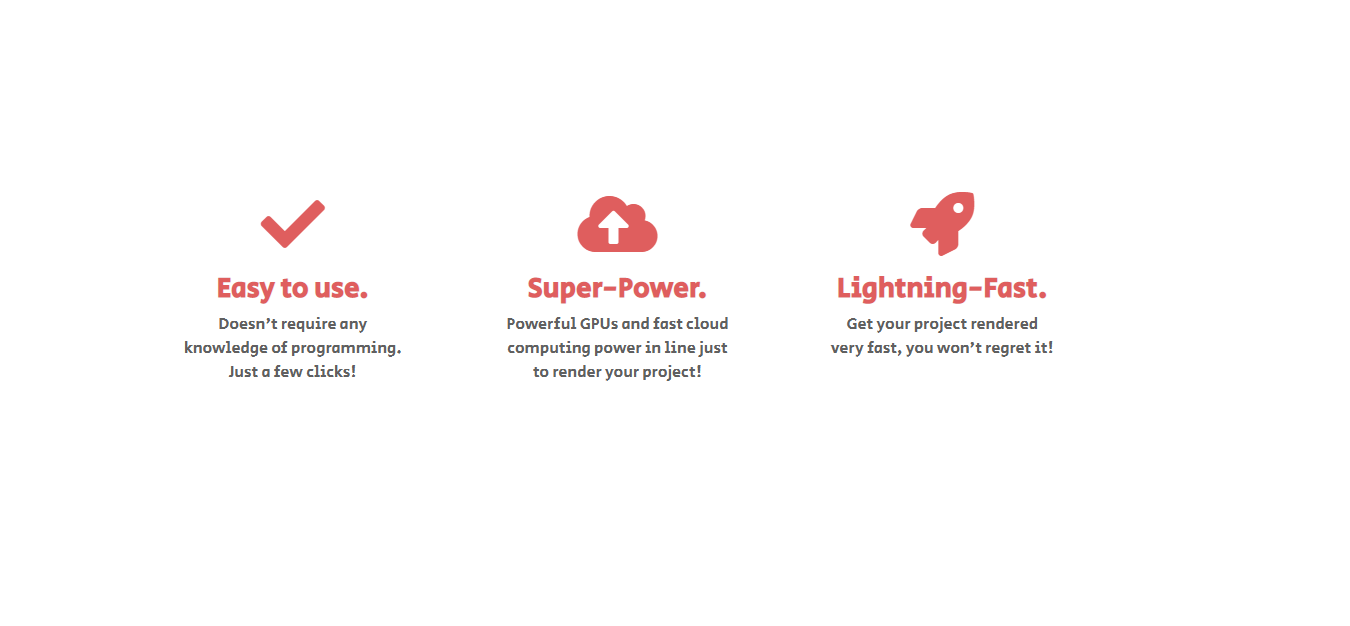 Easy to use.
Doesn't require any
knowledge of programming.
Just a few clicks!
Super-Power.
Powerful GPUs and fast cloud
computing power in line just
to render your project!
Lightning-Fast.
Get your project rendered
very fast, you won't regret it!